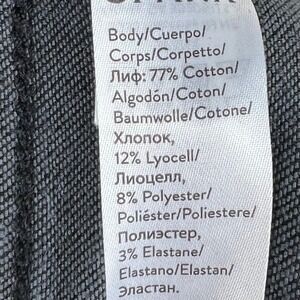 Body/Cuerpo/
Corps/Corpetto/
Лиф: 77% Cotton/
Algodón/Coton/
Baumwolle/Cotone/
Хлопок,
12% Lyocell/
Лиоцелл,
8% Polyester/
Poliéster/Poliestere/
Полиэстер,
3% Elastane/
Elastano/Elastan/
Эластан.